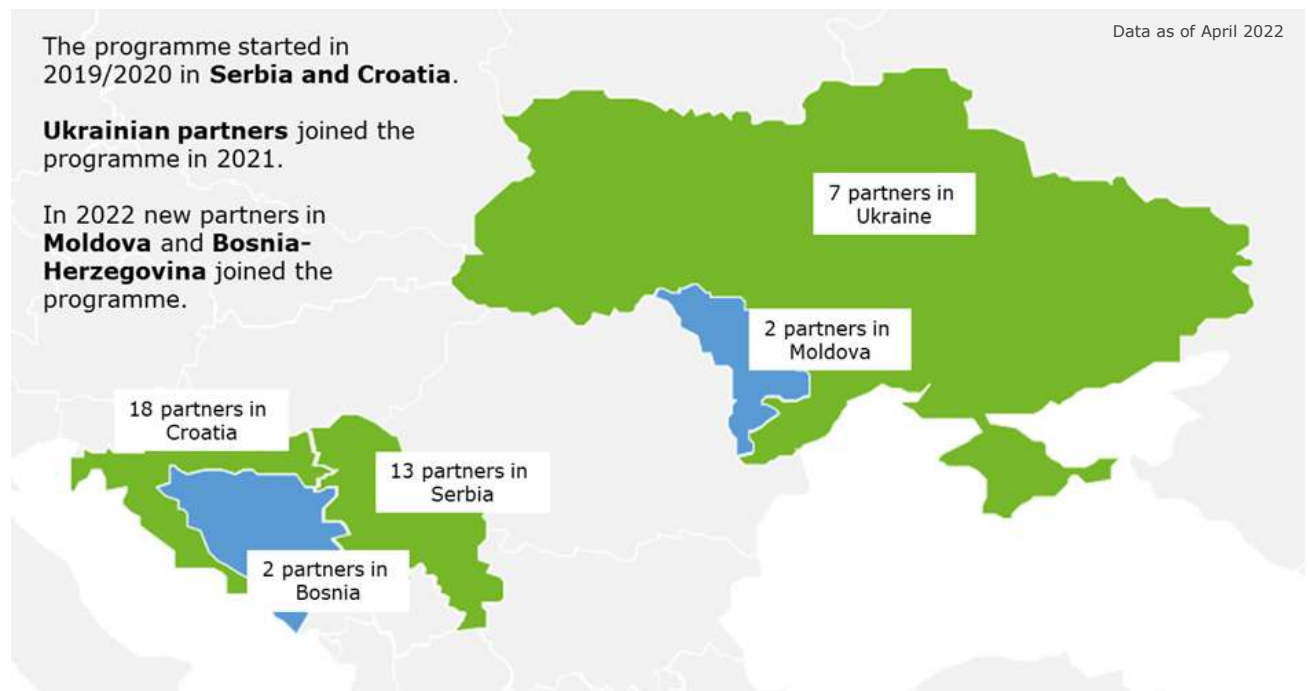 Data as of April 2022
The programme started in
2019/2020 in Serbia and Croatia.
Ukrainian partners joined the
programme in 2021.
In 2022 new partners in
Moldova and Bosnia-
Herzegovina joined the
programme.
7 partners in
Ukraine
2 partners in
Moldova
18 partners in
Croatia
13 partners in
Serbia
2 partners in
Bosnia